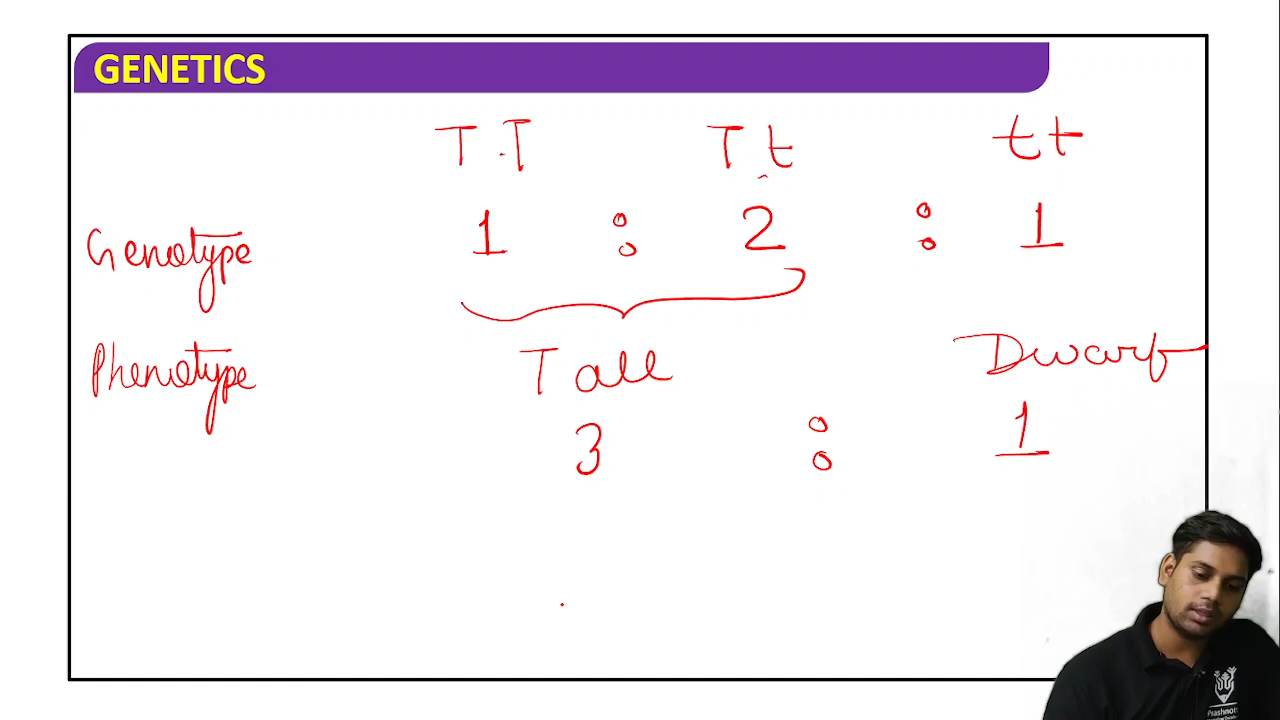 GENETICS
TT Tt tt
Genotype 1 : 2 : 1
Phenotype Tall Dwarf
3 : 1